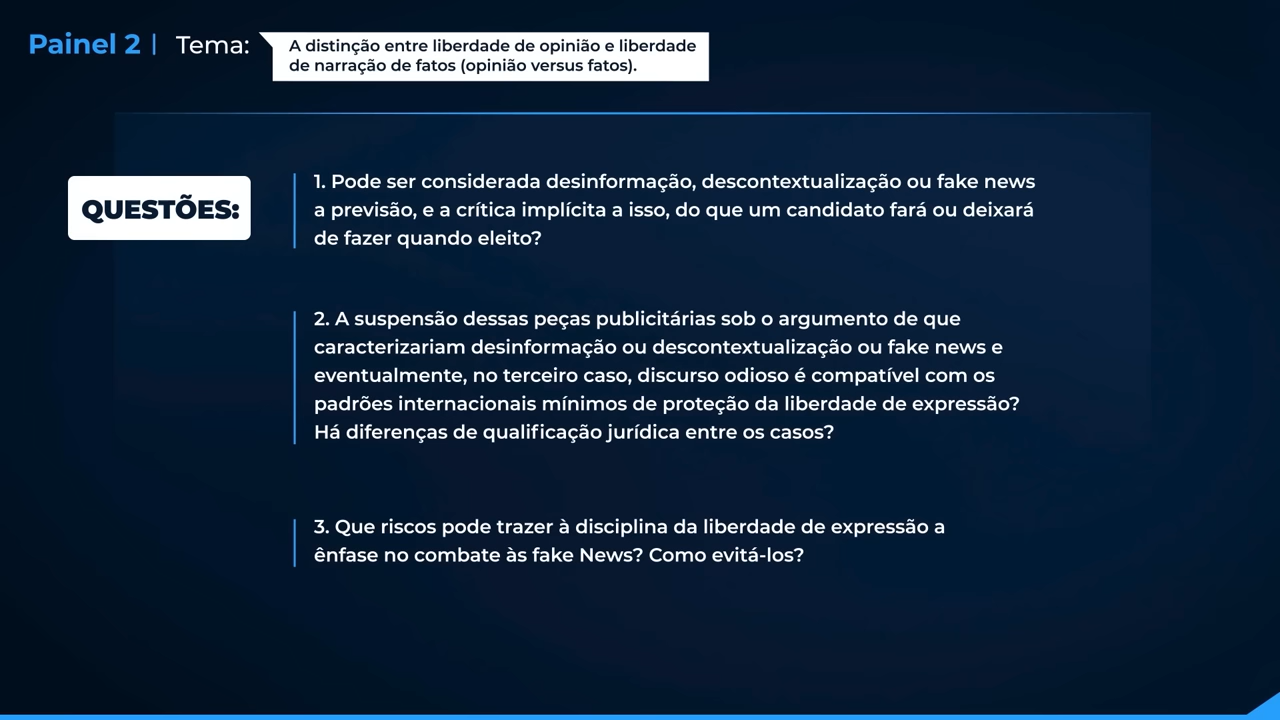 Painel 2 | Tema:
A distinção entre liberdade de opinião e liberdade
de narração de fatos (opinião versus fatos).
QUESTÕES:
1. Pode ser considerada desinformação, descontextualização ou fake news
a previsão, e a crítica implícita a isso, do que um candidato fará ou deixará
de fazer quando eleito?
2. A suspensão dessas peças publicitárias sob o argumento de que
caracterizariam desinformação ou descontextualização ou fake news e
eventualmente, no terceiro caso, discurso odioso é compatível com os
padrões internacionais mínimos de proteção da liberdade de expressão?
Há diferenças de qualificação jurídica entre os casos?
3. Que riscos pode trazer à disciplina da liberdade de expressão a
ênfase no combate às fake News? Como evitá-los?